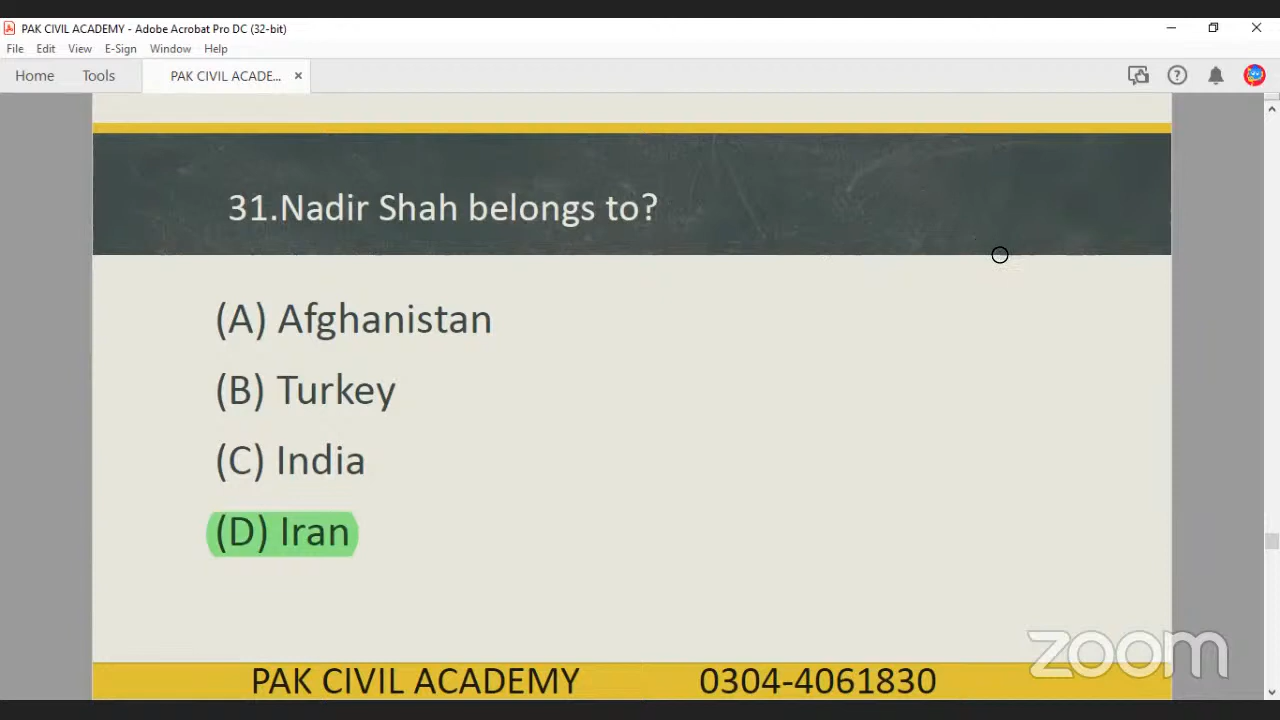 PAK CIVIL ACADEMY - Adobe Acrobat Pro DC (32-bit)
File Edit View E-Sign Window Help
Home Tools PAK CIVIL ACADE...
31.Nadir Shah belongs to?
(A) Afghanistan
(B) Turkey
(C) India
(D) Iran
zoom
PAK CIVIL ACADEMY 0304-4061830